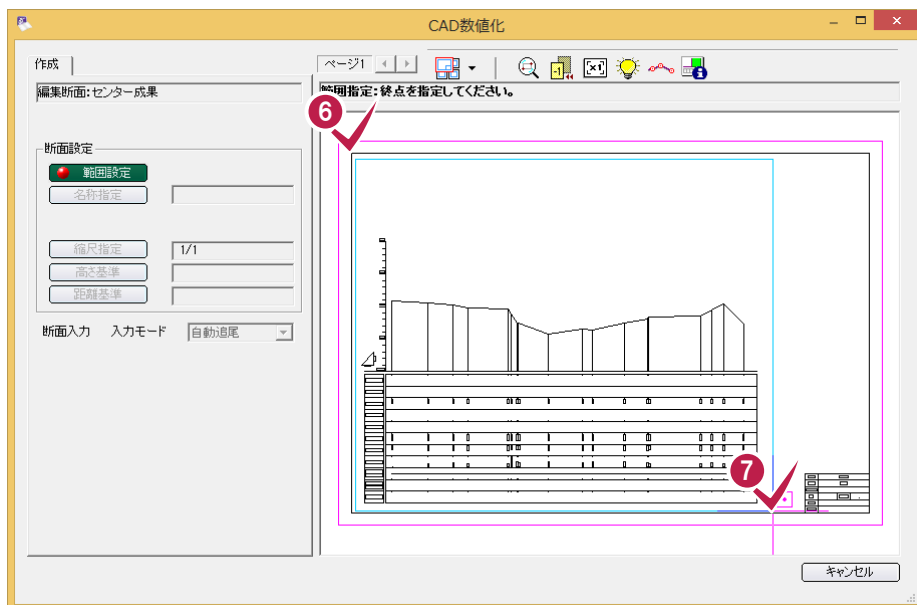 CAD数値化
作成
ページ1
-1
×1
編集断面:センター成果
範囲指定:終点を指定してください。
6
断面設定
範囲設定
名称指定
縮尺指定 1/1
高さ基準
距離基準
断面入力 入力モード 自動追尾
7
キャンセル